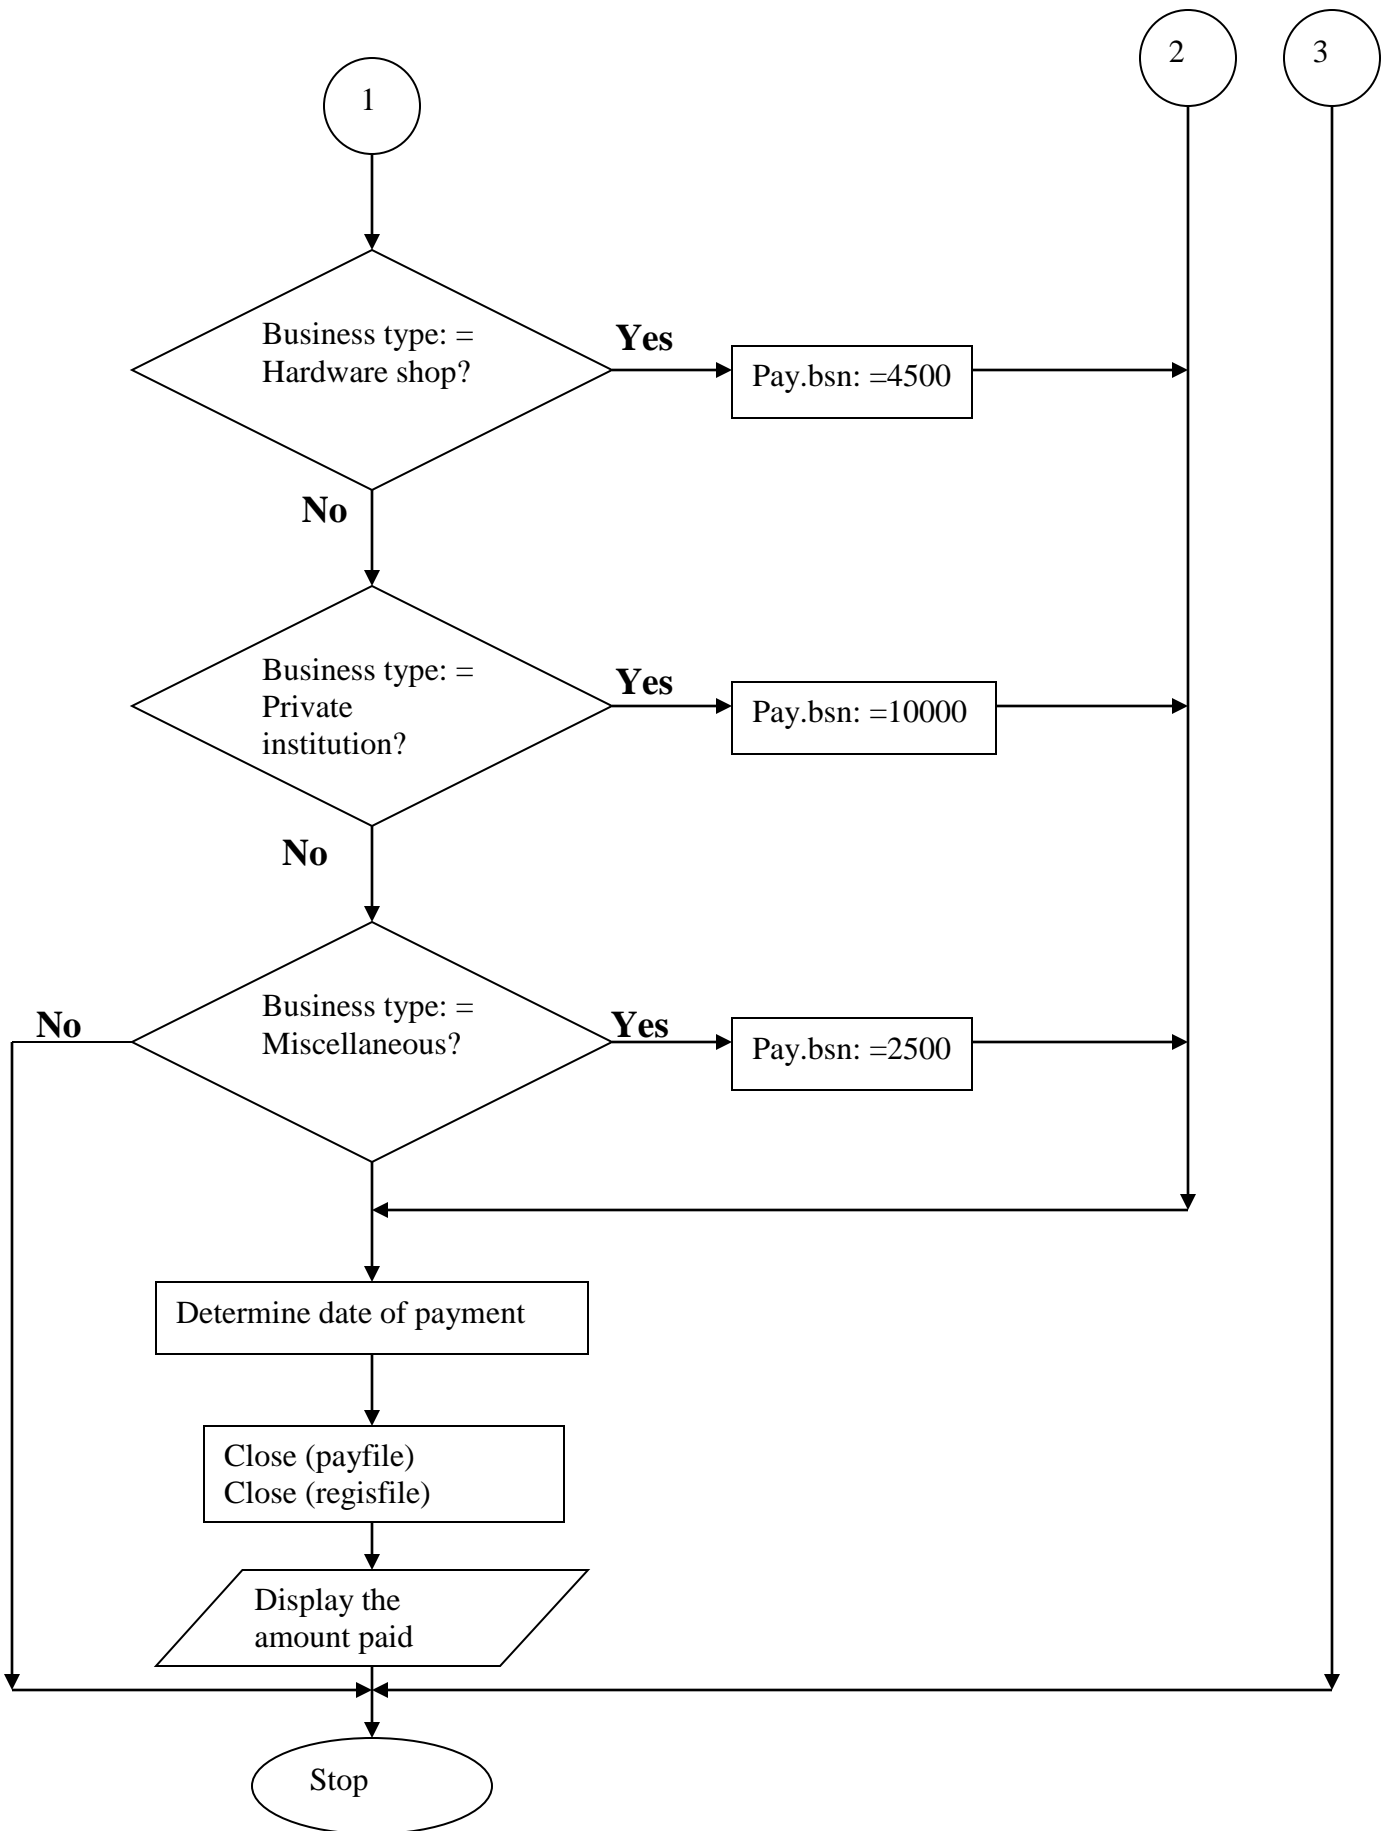 1
2
3
Business type: =
Hardware shop?
Yes
Pay.bsn: =4500
No
Business type: =
Private
institution?
Yes
Pay.bsn: =10000
No
Business type: =
Miscellaneous?
No
Yes
Pay.bsn: =2500
Determine date of payment
Close (payfile)
Close (regisfile)
Display the
amount paid
Stop